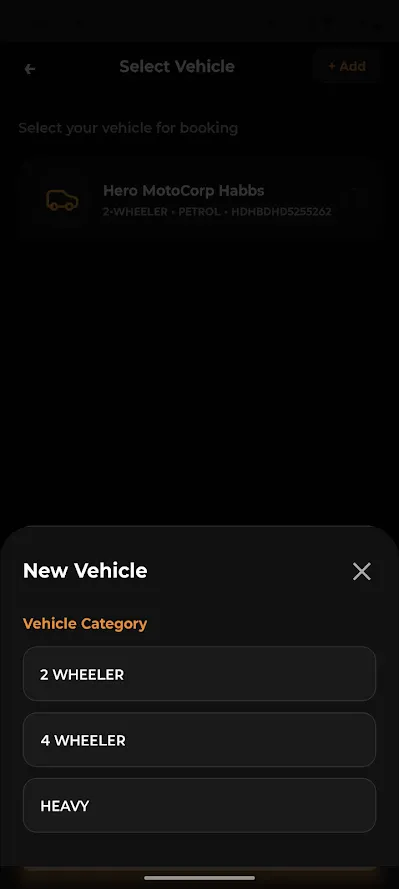 Select Vehicle
+ Add
Select your vehicle for booking
Hero MotoCorp Habbs
2-WHEELER • PETROL • HDHBDHD5255262
New Vehicle
Vehicle Category
2 WHEELER
4 WHEELER
HEAVY